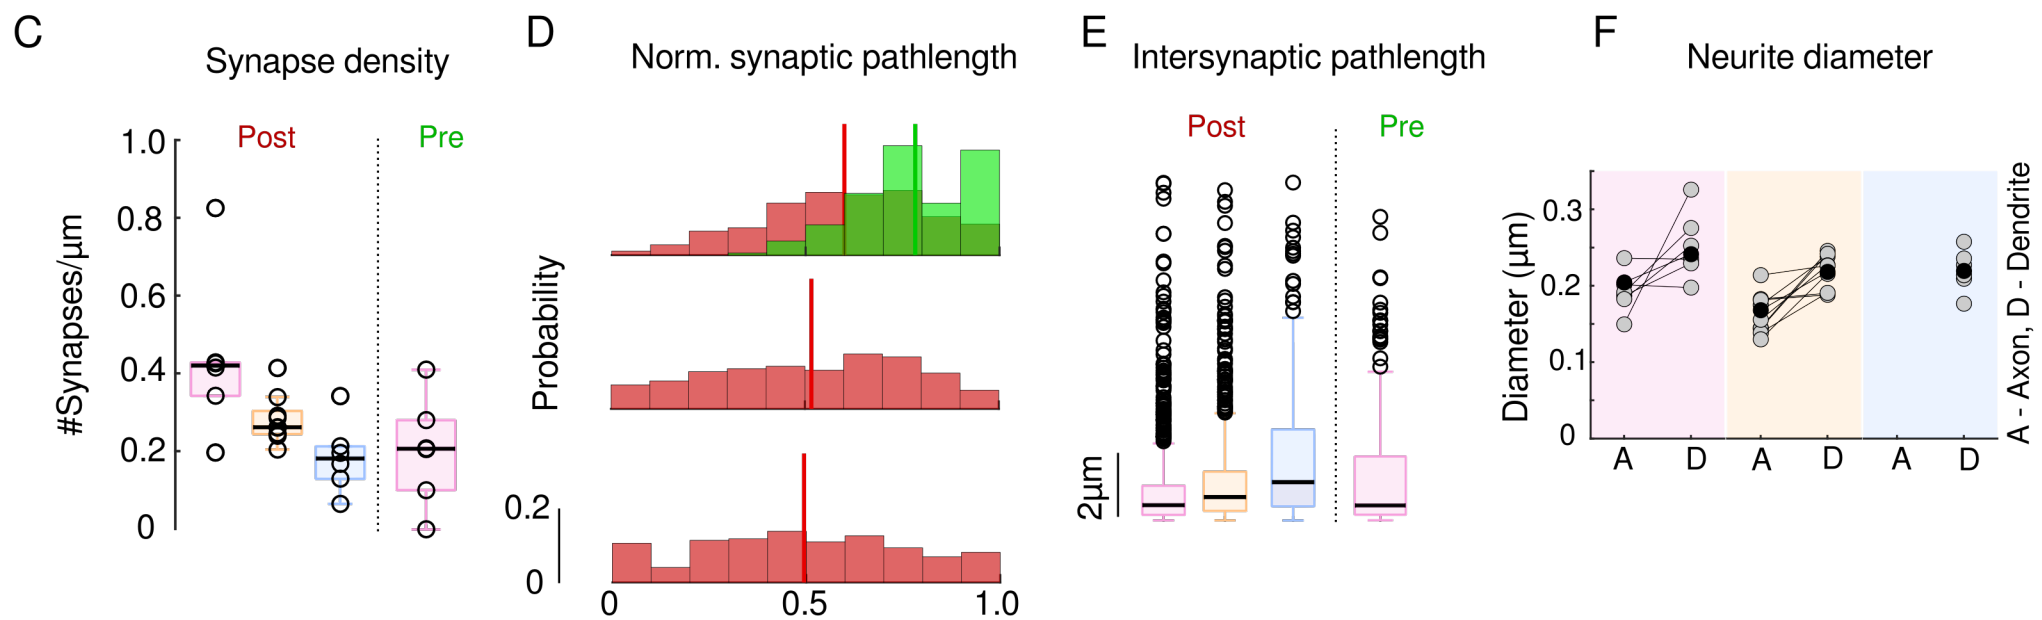 C
Synapse density
Post
Pre
#Synapses/µm
1.0
0.8
0.6
0.4
0.2
0
D
Norm. synaptic pathlength
Probability
0.2
0
0
0.5
1.0
E
Intersynaptic pathlength
Post
Pre
2µm
F
Neurite diameter
Diameter (µm)
0.3
0.2
0.1
0
A
D
A
D
A
D
A - Axon, D - Dendrite